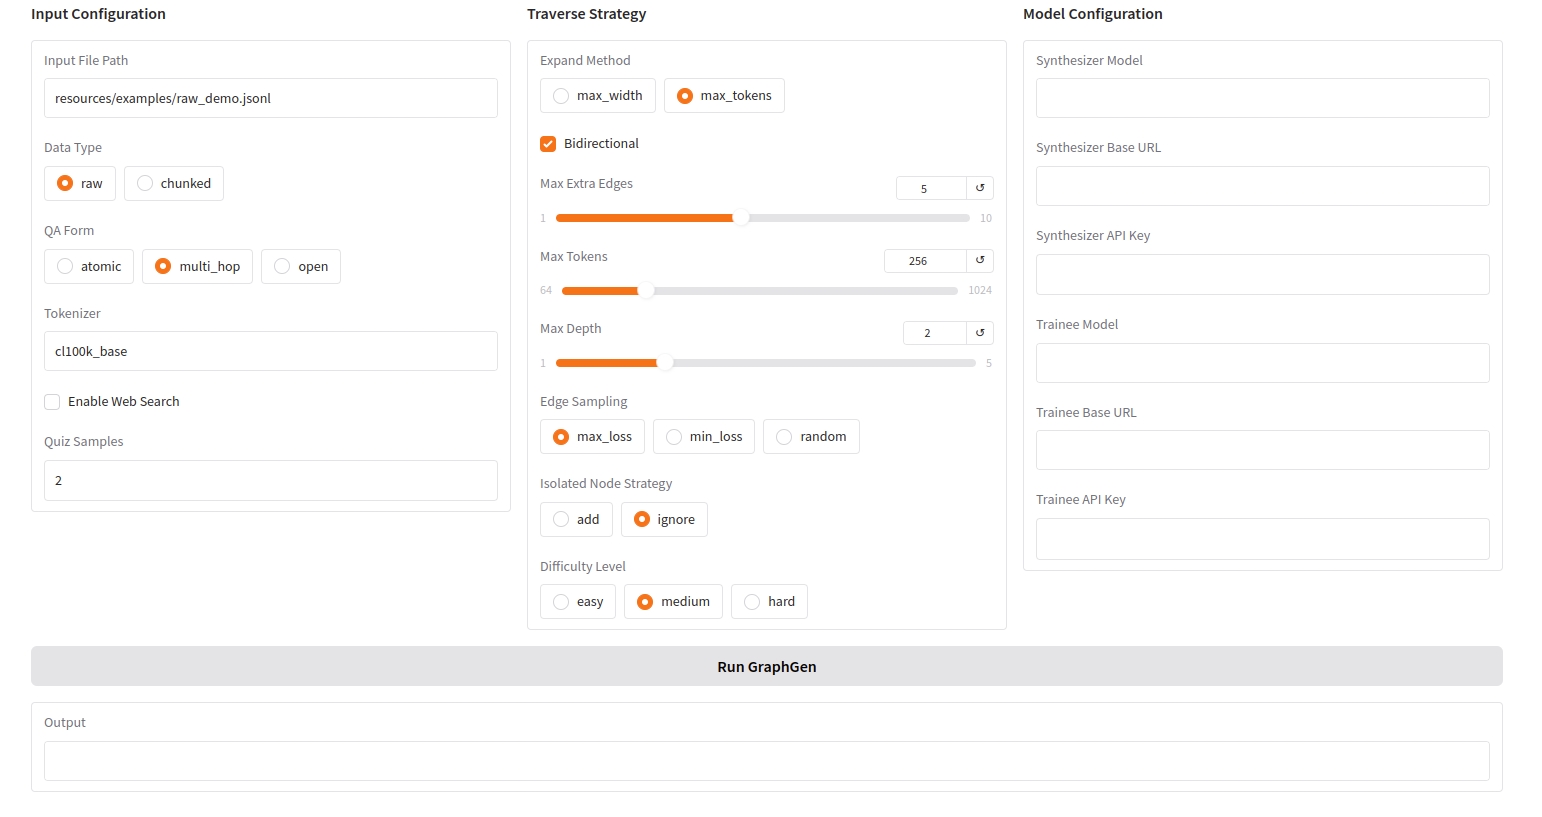 Input Configuration
Input File Path
resources/examples/raw_demo.jsonl
Data Type
raw chunked
QA Form
atomic multi_hop open
Tokenizer
cl100k_base
Enable Web Search
Quiz Samples
2
Traverse Strategy
Expand Method
max_width max_tokens
Bidirectional
Max Extra Edges 5 ↺
1 10
Max Tokens 256 ↺
64 1024
Max Depth 2 ↺
1 5
Edge Sampling
max_loss min_loss random
Isolated Node Strategy
add ignore
Difficulty Level
easy medium hard
Model Configuration
Synthesizer Model
Synthesizer Base URL
Synthesizer API Key
Trainee Model
Trainee Base URL
Trainee API Key
Run GraphGen
Output